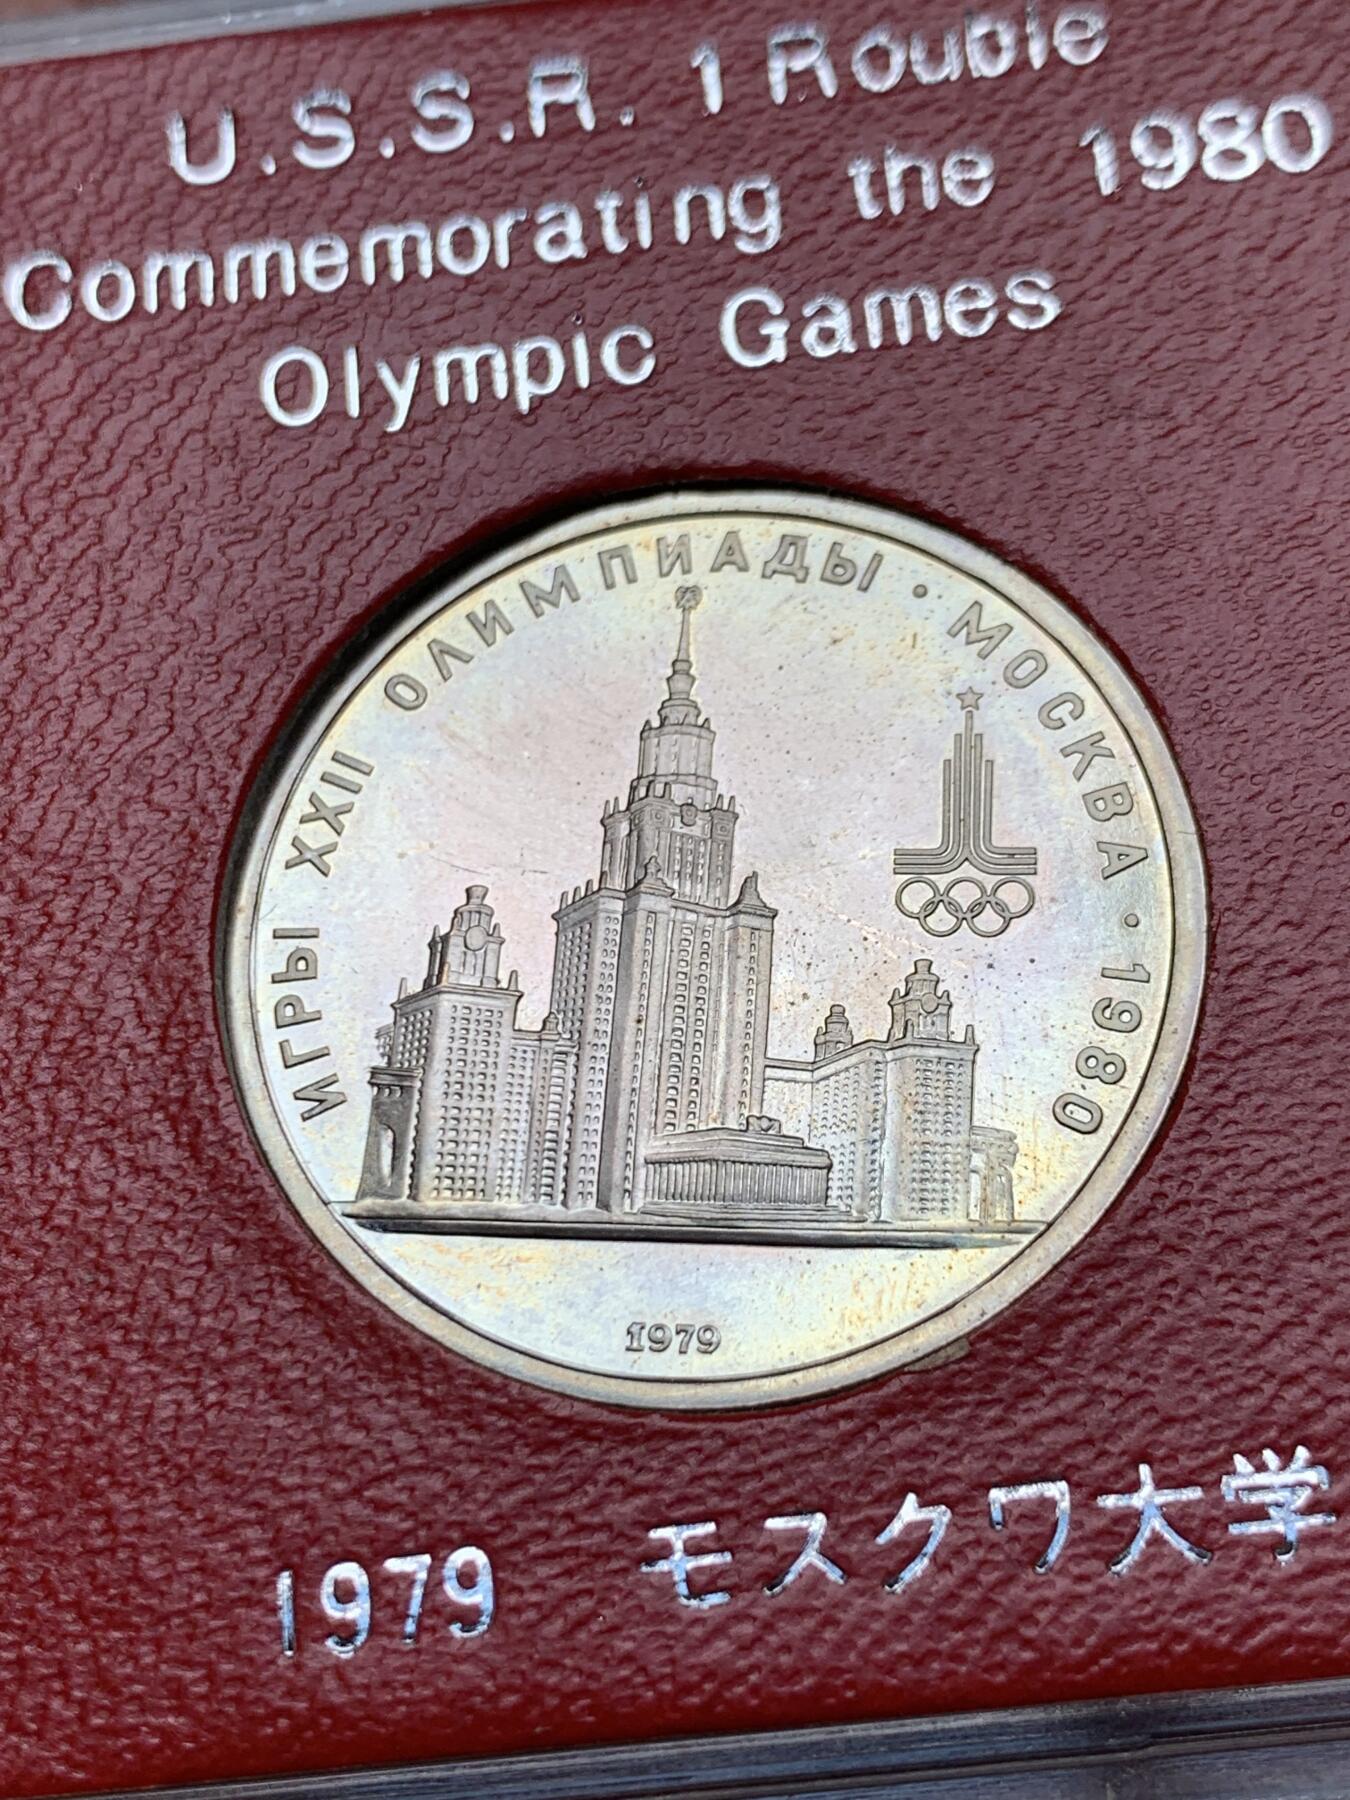 U.S.S.R. 1 Rouble
Commemorating the 1980
Olympic Games
ИГРЫ XXII ОЛИМПИАДЫ · МОСКВА · 1980
1979
1979 モスクワ大学